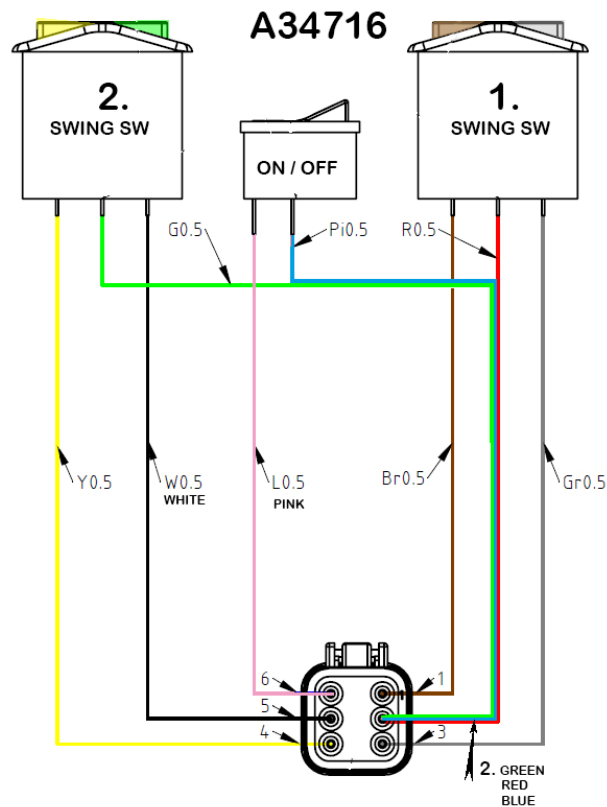 A34716
2.
SWING SW
ON / OFF
1.
SWING SW
G0.5
Pi0.5
R0.5
Y0.5
W0.5
WHITE
L0.5
PINK
Br0.5
Gr0.5
6
1
1
5
4
3
2. GREEN
RED
BLUE